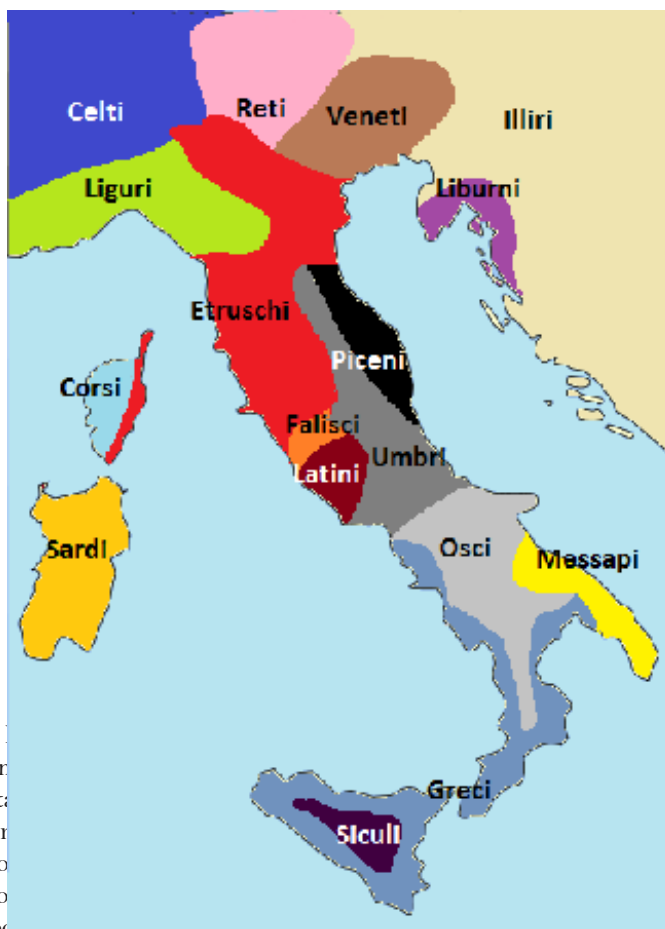 Celti
Reti
Veneti
Illiri
Liguri
Liburni
Etruschi
Piceni
Corsi
Falisci
Umbri
Latini
Osci
Sardi
Messapi
Greci
Siculi